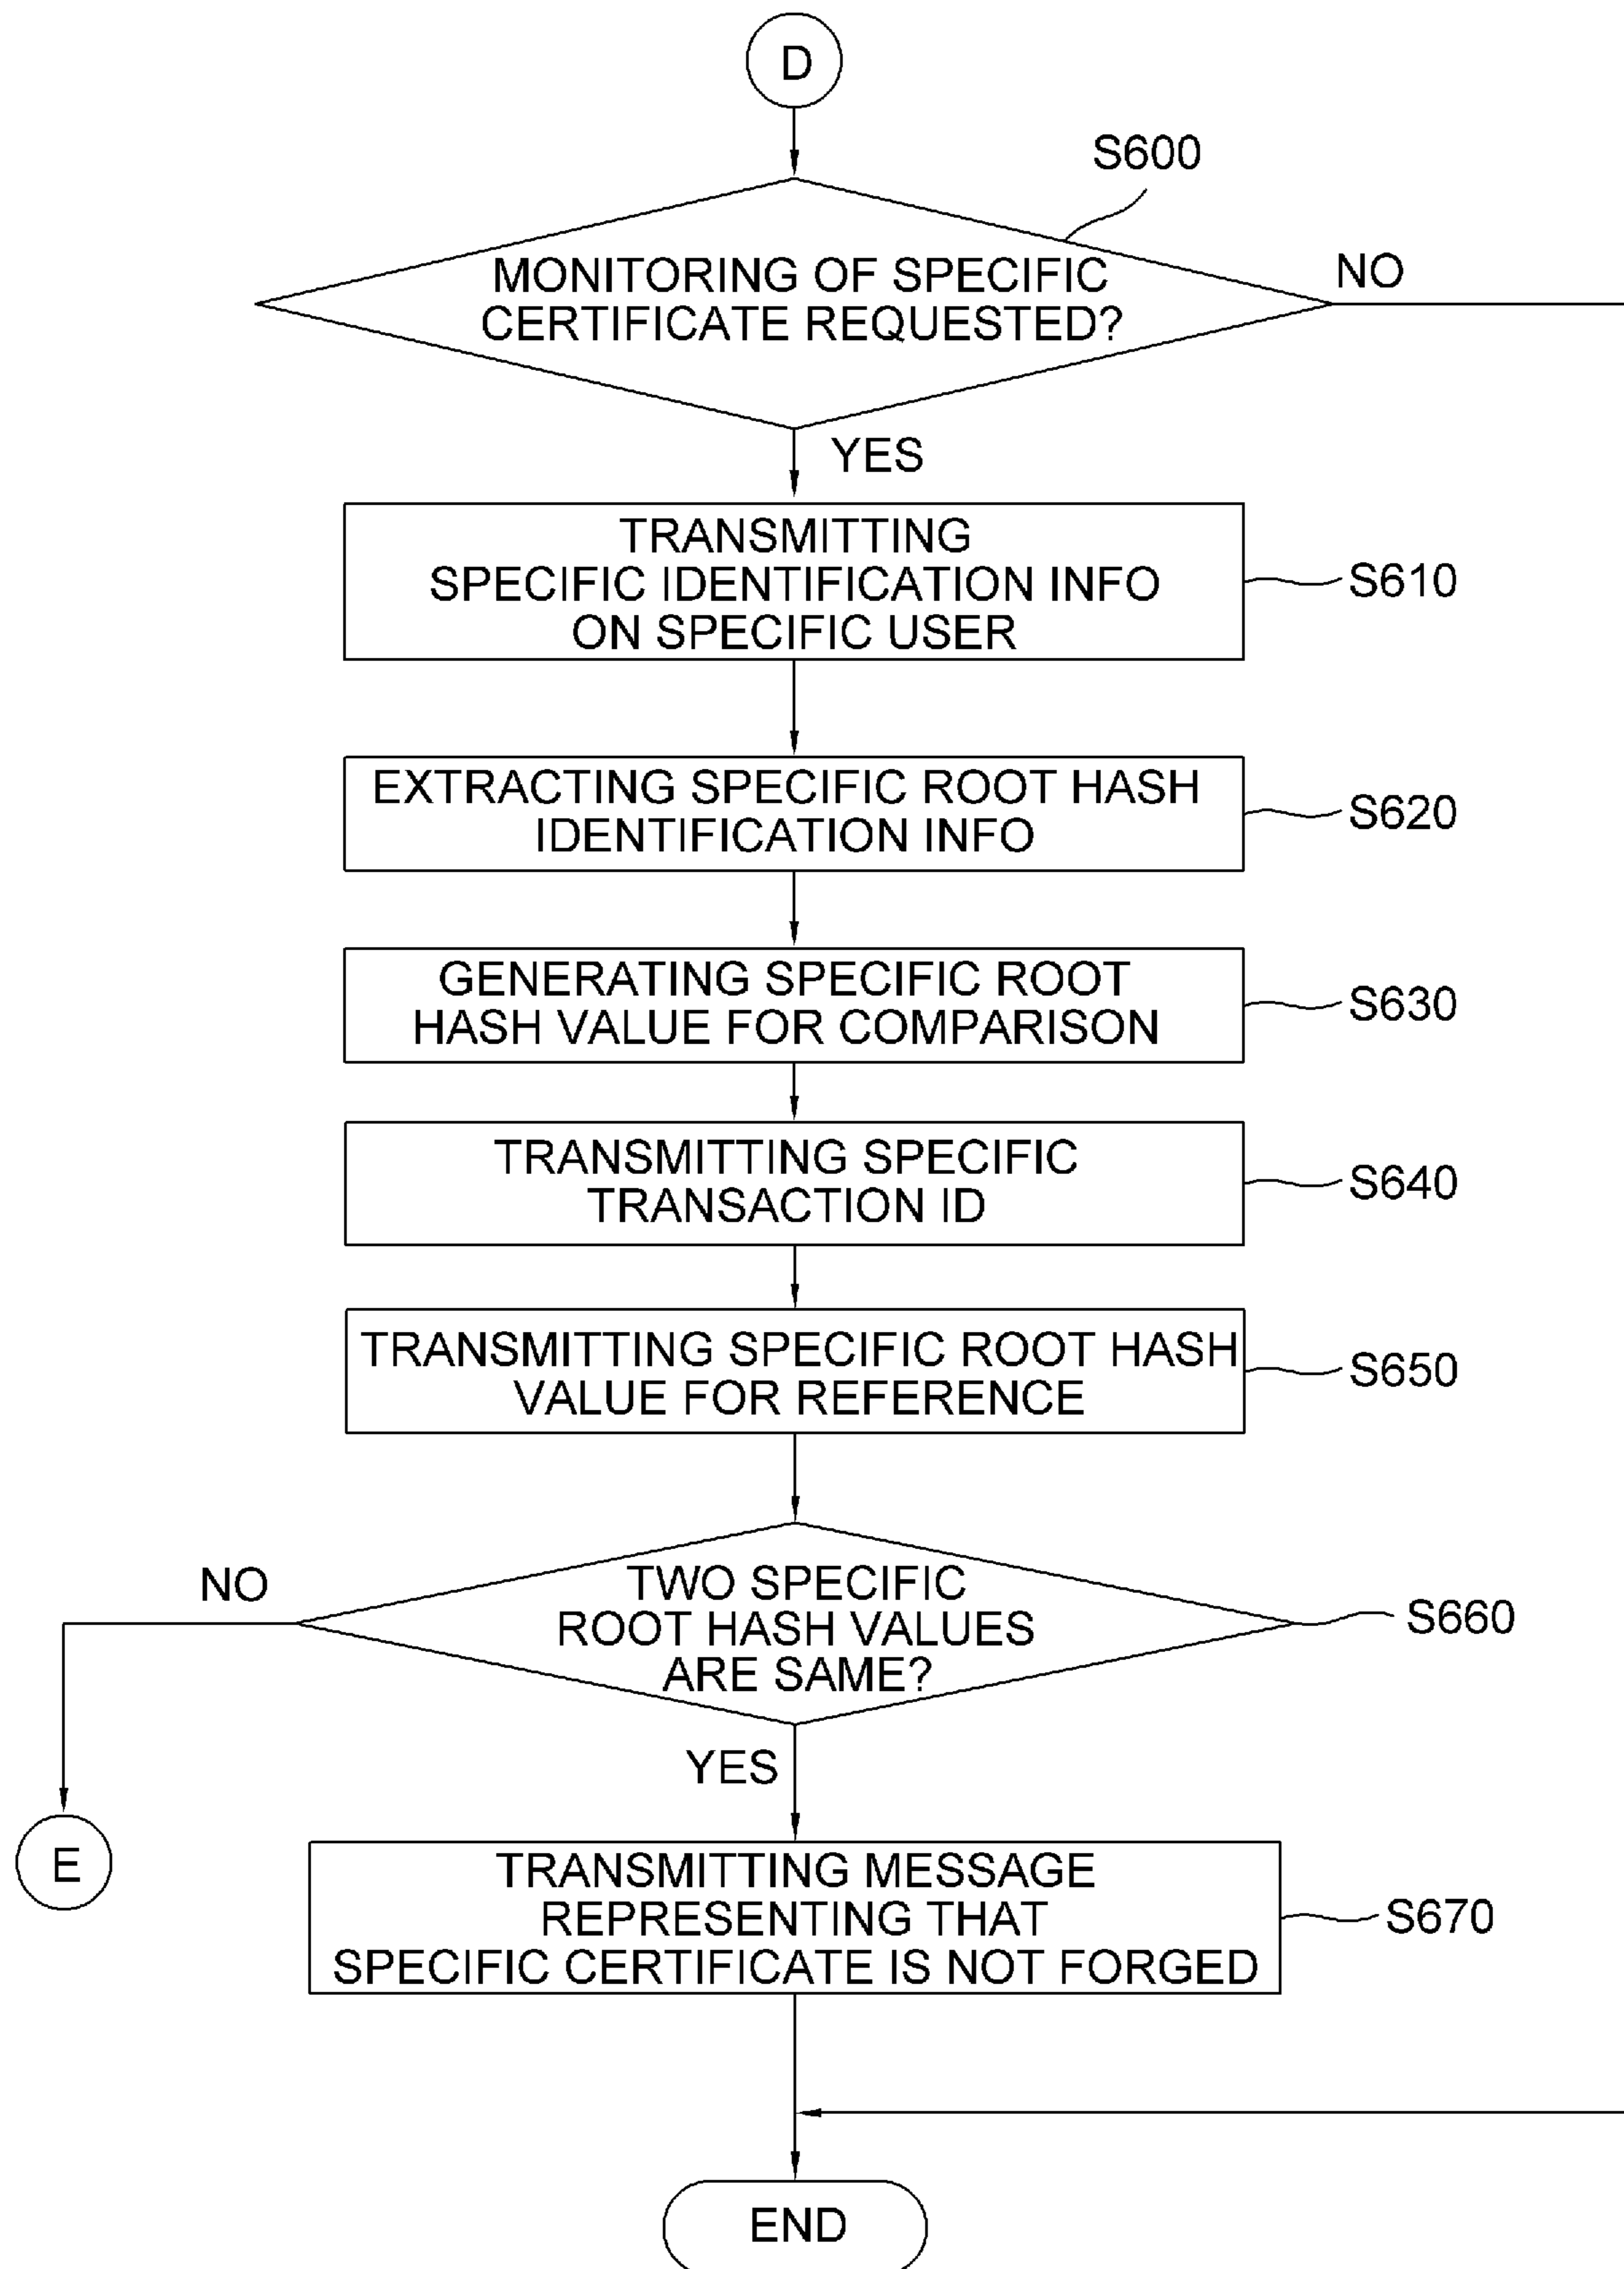 D
S600
MONITORING OF SPECIFIC
CERTIFICATE REQUESTED?
NO
YES
TRANSMITTING
SPECIFIC IDENTIFICATION INFO
ON SPECIFIC USER
S610
EXTRACTING SPECIFIC ROOT HASH
IDENTIFICATION INFO
S620
GENERATING SPECIFIC ROOT
HASH VALUE FOR COMPARISON
S630
TRANSMITTING SPECIFIC
TRANSACTION ID
S640
TRANSMITTING SPECIFIC ROOT HASH
VALUE FOR REFERENCE
S650
NO
TWO SPECIFIC
ROOT HASH VALUES
ARE SAME?
S660
YES
E
TRANSMITTING MESSAGE
REPRESENTING THAT
SPECIFIC CERTIFICATE IS NOT FORGED
S670
END